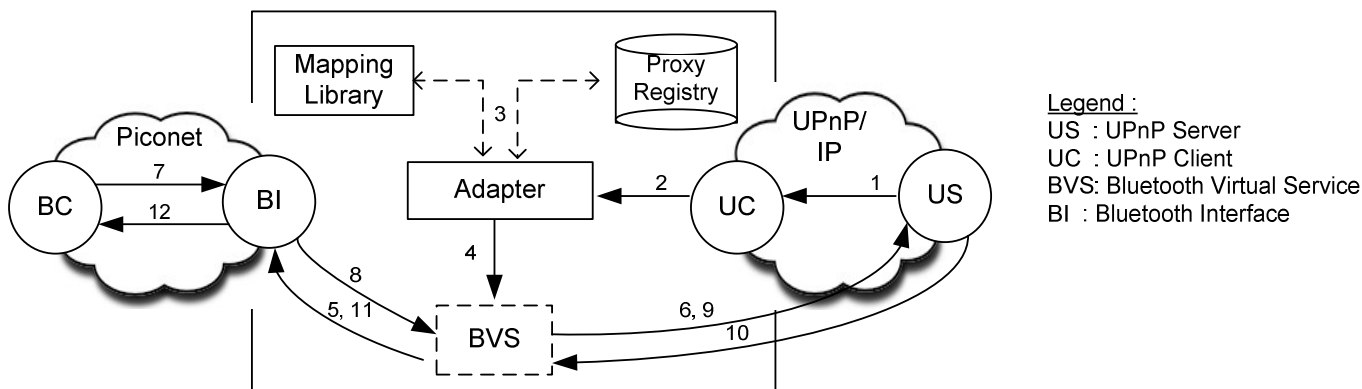 Mapping
Library
Proxy
Registry
3
Piconet
UPnP/
IP
Legend :
US : UPnP Server
UC : UPnP Client
BVS: Bluetooth Virtual Service
BI : Bluetooth Interface
BC
7
12
BI
Adapter
2
UC
1
US
4
8
5, 11
BVS
6, 9
10